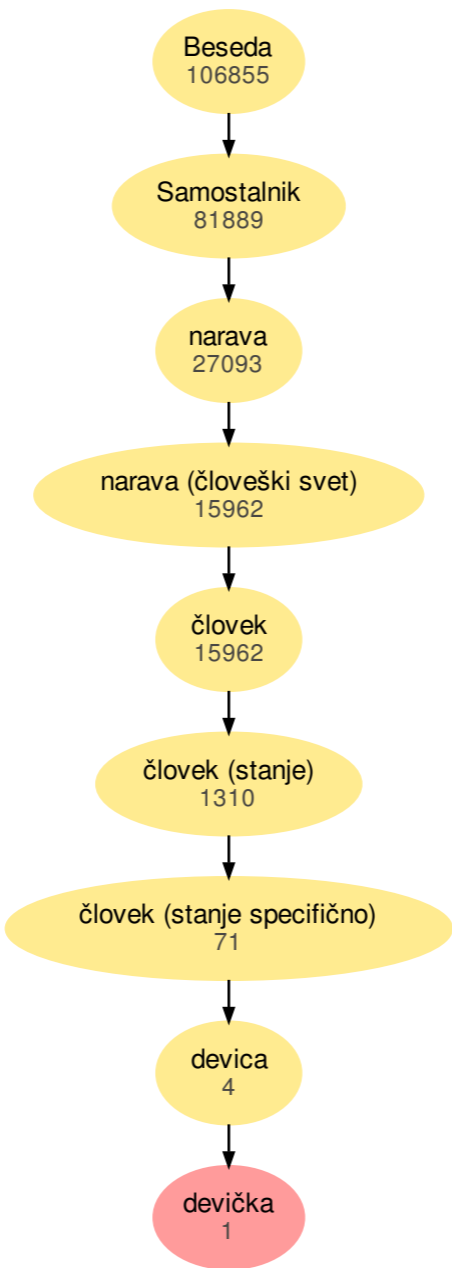 Beseda
106855
Samostalnik
81889
narava
27093
narava (človeški svet)
15962
človek
15962
človek (stanje)
1310
človek (stanje specifično)
71
devica
4
devička
1